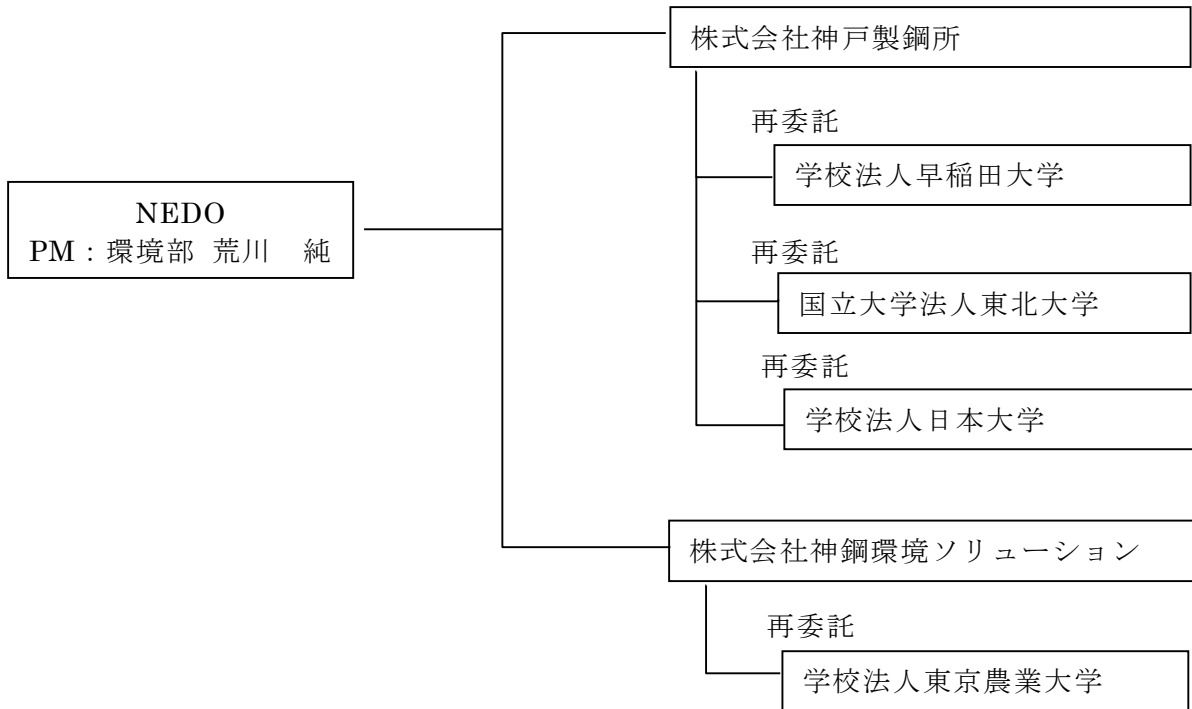 株式会社神戸製鋼所
再委託
学校法人早稲田大学
NEDO
PM：環境部 荒川　純
再委託
国立大学法人東北大学
再委託
学校法人日本大学
株式会社神鋼環境ソリューション
再委託
学校法人東京農業大学